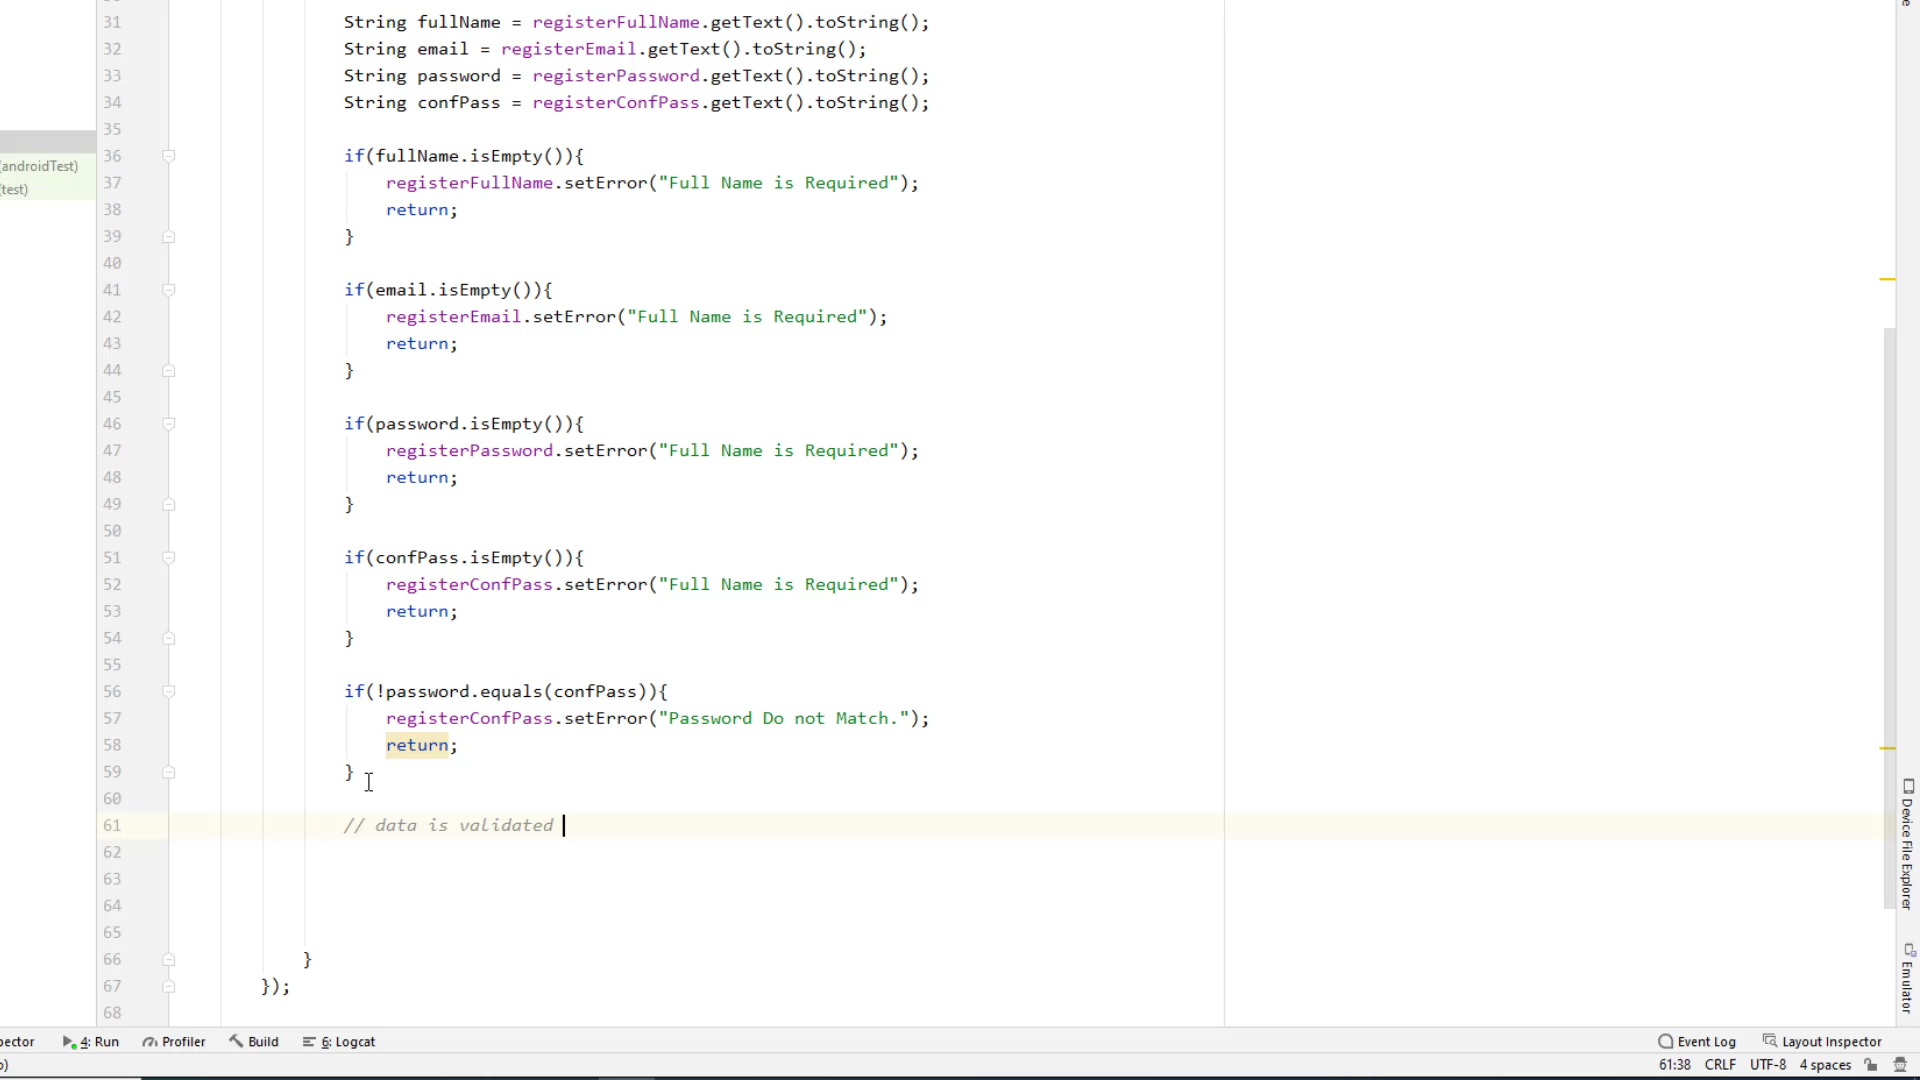 31 String fullName = registerFullName.getText().toString();
32 String email = registerEmail.getText().toString();
33 String password = registerPassword.getText().toString();
34 String confPass = registerConfPass.getText().toString();
35
36 if(fullName.isEmpty()){
(androidTest)
37 registerFullName.setError("Full Name is Required");
(test)
38 return;
39 }
40
41 if(email.isEmpty()){
42 registerEmail.setError("Full Name is Required");
43 return;
44 }
45
46 if(password.isEmpty()){
47 registerPassword.setError("Full Name is Required");
48 return;
49 }
50
51 if(confPass.isEmpty()){
52 registerConfPass.setError("Full Name is Required");
53 return;
54 }
55
56 if(!password.equals(confPass)){
57 registerConfPass.setError("Password Do not Match.");
58 return;
59 }
60
61 // data is validated
62
63
64
65
66 }
67 });
68
Device File Explorer
Emulator
pector 4: Run Profiler Build 6: Logcat Event Log Layout Inspector
61:38 CRLF UTF-8 4 spaces